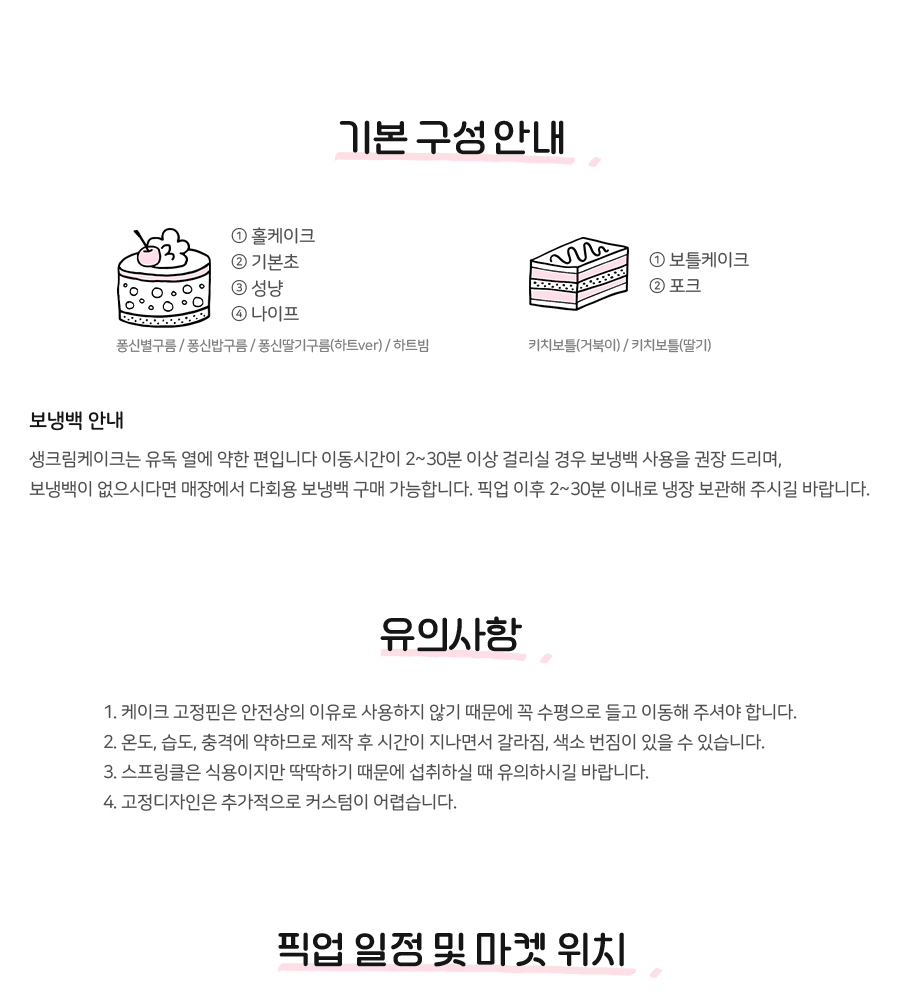 기본 구성 안내
① 홀케이크
② 기본초
③ 성냥
④ 나이프
퐁신별구름 / 퐁신밥구름 / 퐁신딸기구름(하트ver) / 하트빔
① 보틀케이크
② 포크
키치보틀(거북이) / 키치보틀(딸기)
보냉백 안내
생크림케이크는 유독 열에 약한 편입니다 이동시간이 2~30분 이상 걸리실 경우 보냉백 사용을 권장 드리며,
보냉백이 없으시다면 매장에서 다회용 보냉백 구매 가능합니다. 픽업 이후 2~30분 이내로 냉장 보관해 주시길 바랍니다.
유의사항
1. 케이크 고정핀은 안전상의 이유로 사용하지 않기 때문에 꼭 수평으로 들고 이동해 주셔야 합니다.
2. 온도, 습도, 충격에 약하므로 제작 후 시간이 지나면서 갈라짐, 색소 번짐이 있을 수 있습니다.
3. 스프링클은 식용이지만 딱딱하기 때문에 섭취하실 때 유의하시길 바랍니다.
4. 고정디자인은 추가적으로 커스텀이 어렵습니다.
픽업 일정 및 마켓 위치